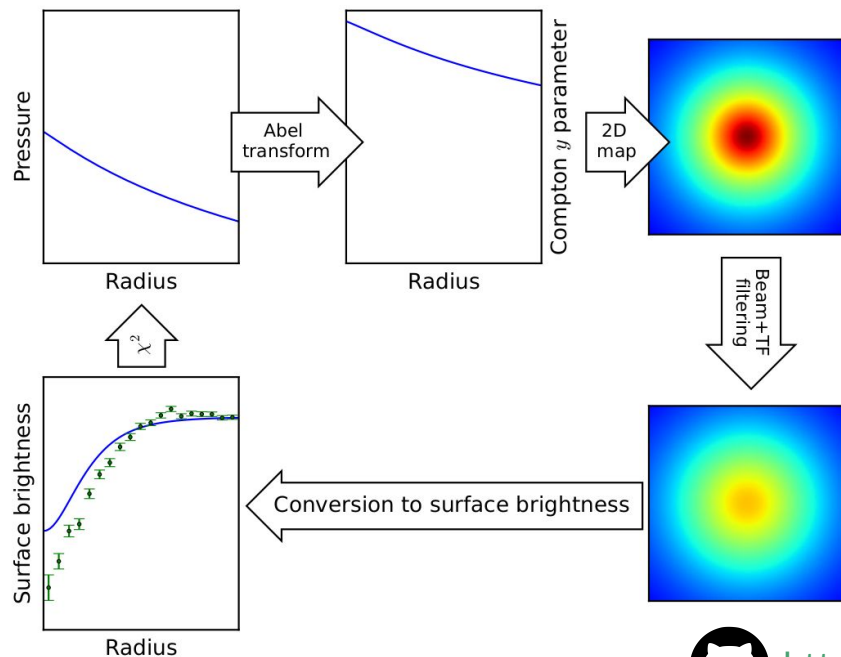 Pressure
Radius
Abel
transform
Compton y parameter
Radius
2D
map
Beam+TF
filtering
χ²
Surface brightness
Radius
Conversion to surface brightness